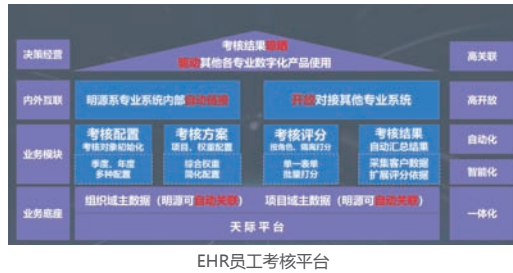 考核结果晾晒
驱动其他各专业数字化产品使用
决策经营
高关联
内外互联
明源系专业系统内部自动链接
开放对接其他专业系统
高开放
业务模块
考核配置
考核对象初始化
季度、年度
多种配置
考核方案
项目、权重配置
综合权重
简化配置
考核评分
按角色、隔离打分
单一表单
批量打分
考核结果
自动汇总结果
采集客户数据
扩展评分依据
自动化
智能化
业务底座
组织域主数据（明源可自动关联）
项目域主数据（明源可自动关联）
天际平台
一体化
EHR员工考核平台